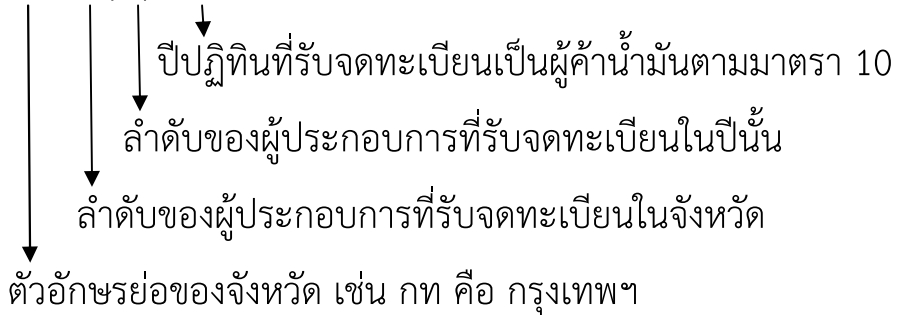 ปีปฏิทินที่รับจดทะเบียนเป็นผู้ค้าน้ำมันตามมาตรา 10
ลำดับของผู้ประกอบการที่รับจดทะเบียนในปีนั้น
ลำดับของผู้ประกอบการที่รับจดทะเบียนในจังหวัด
ตัวอักษรย่อของจังหวัด เช่น กท คือ กรุงเทพฯ